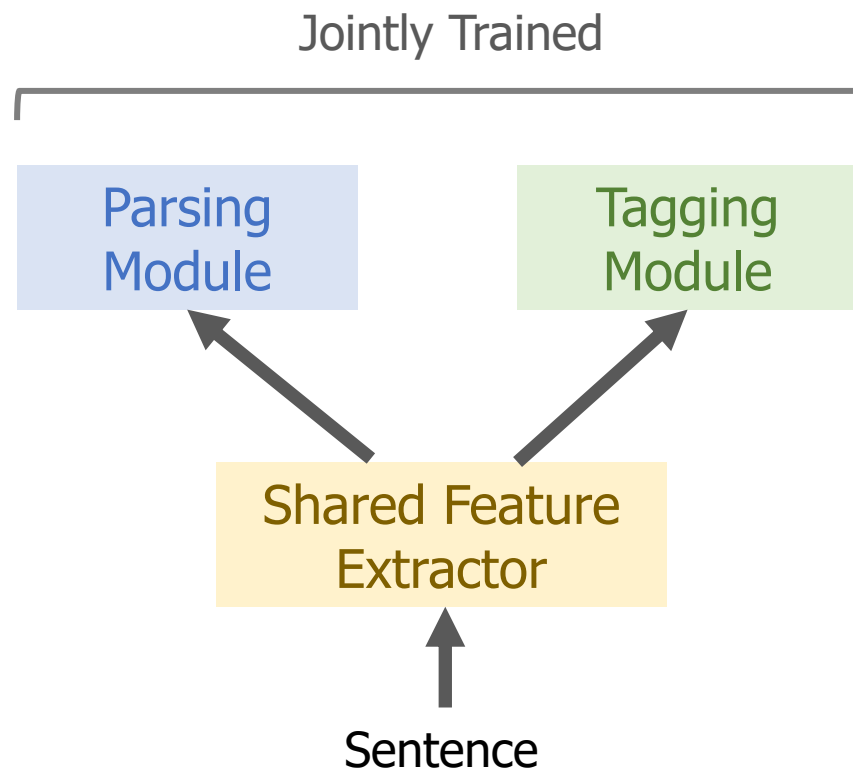 Jointly Trained
Parsing
Module
Tagging
Module
Shared Feature
Extractor
Sentence